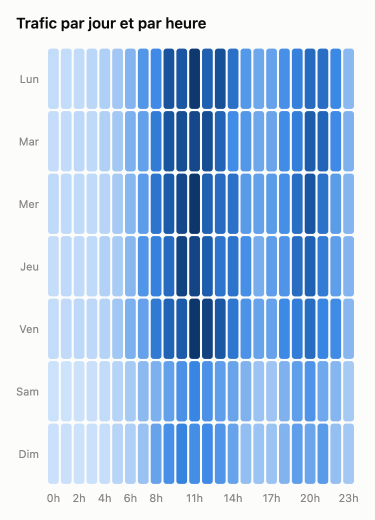 Trafic par jour et par heure
Lun
Mar
Mer
Jeu
Ven
Sam
Dim
0h 2h 4h 6h 8h 11h 14h 17h 20h 23h